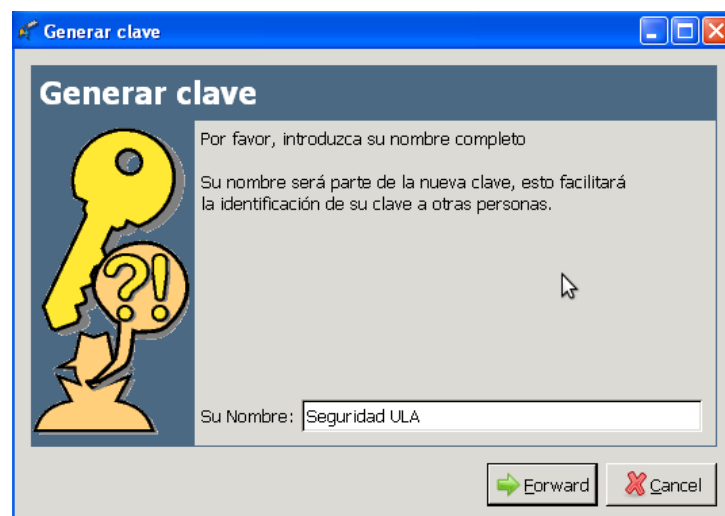 Generar clave
Generar clave
Por favor, introduzca su nombre completo
Su nombre será parte de la nueva clave, esto facilitará
la identificación de su clave a otras personas.
?!
Su Nombre: Seguridad ULA
Forward Cancel